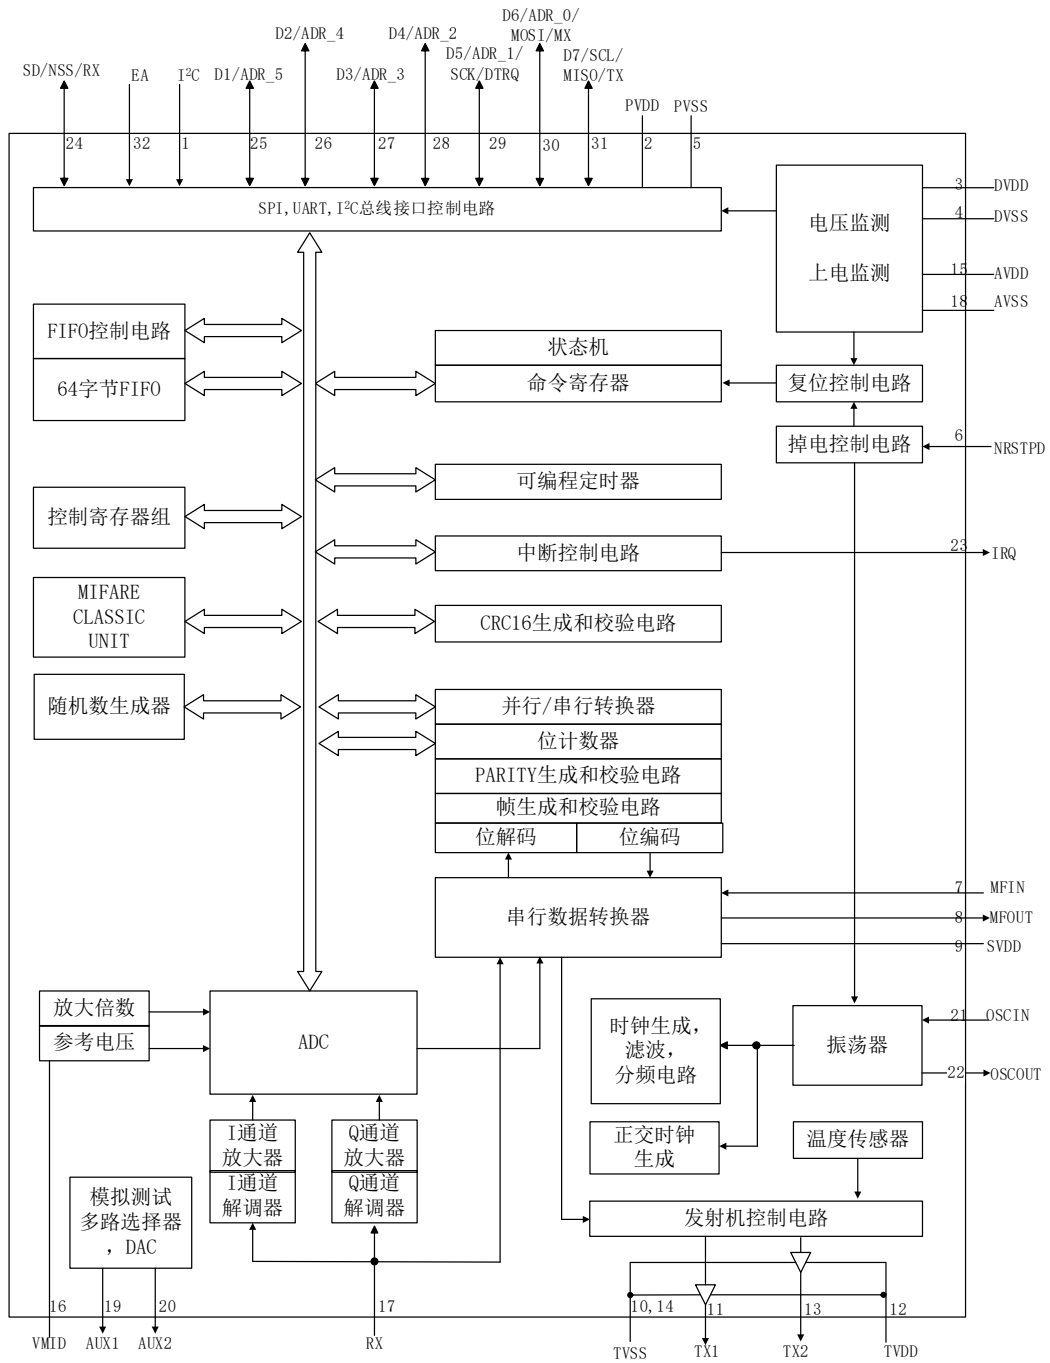 D6/ADR_0/
MOSI/MX
D2/ADR_4
D4/ADR_2
D5/ADR_1/
SCK/DTRQ
D7/SCL/
MISO/TX
SD/NSS/RX
EA
I²C
D1/ADR_5
D3/ADR_3
PVDD
PVSS
24
32
1
25
26
27
28
29
30
31
2
5
SPI,UART,I²C总线接口控制电路
电压监测
上电监测
3
DVDD
4
DVSS
15
AVDD
18
AVSS
FIFO控制电路
64字节FIFO
状态机
命令寄存器
复位控制电路
掉电控制电路
6
NRSTPD
可编程定时器
控制寄存器组
中断控制电路
23
IRQ
MIFARE
CLASSIC
UNIT
CRC16生成和校验电路
随机数生成器
并行/串行转换器
位计数器
PARITY生成和校验电路
帧生成和校验电路
位解码
位编码
串行数据转换器
7
MFIN
8
MFOUT
9
SVDD
放大倍数
参考电压
ADC
时钟生成，
滤波，
分频电路
振荡器
21
OSCIN
22
OSCOUT
I通道
放大器
I通道
解调器
Q通道
放大器
Q通道
解调器
正交时钟
生成
温度传感器
模拟测试
多路选择器
，DAC
发射机控制电路
16
19
20
17
10,14
11
13
12
VMID
AUX1
AUX2
RX
TVSS
TX1
TX2
TVDD